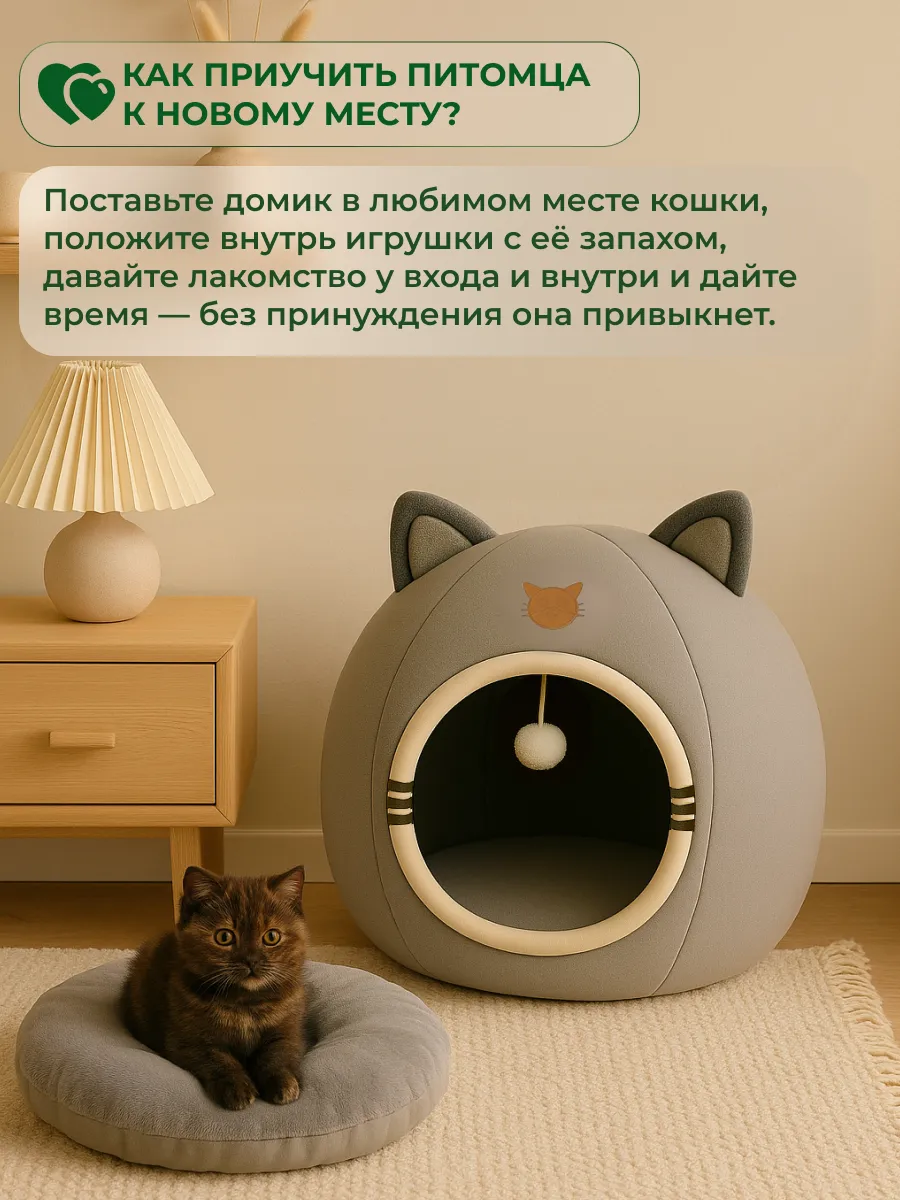 КАК ПРИУЧИТЬ ПИТОМЦА
К НОВОМУ МЕСТУ?
Поставьте домик в любимом месте кошки,
положите внутрь игрушки с её запахом,
давайте лакомство у входа и внутри и дайте
время — без принуждения она привыкнет.